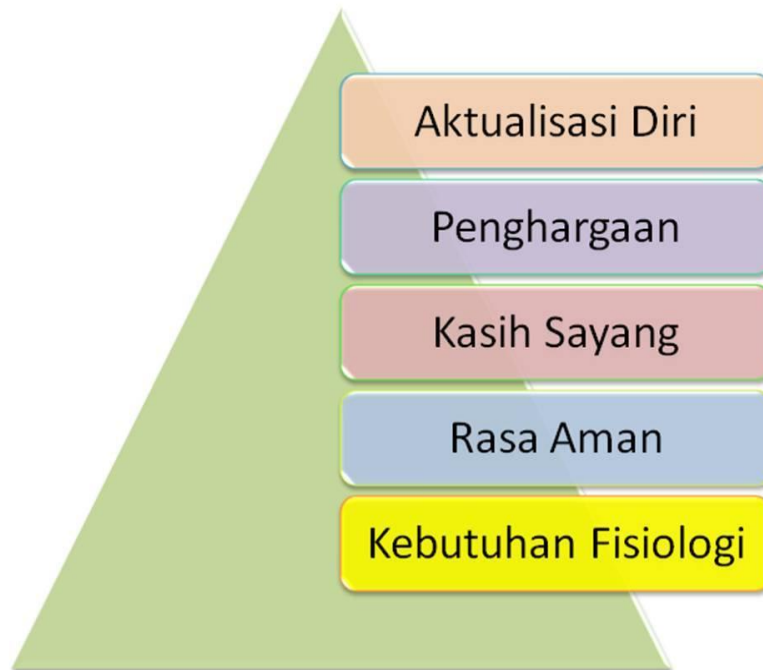 Aktualisasi Diri
Penghargaan
Kasih Sayang
Rasa Aman
Kebutuhan Fisiologi